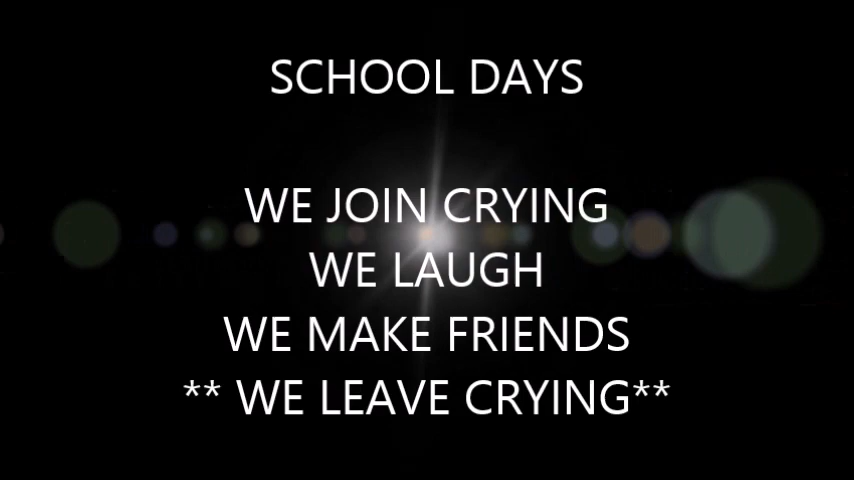 SCHOOL DAYS
WE JOIN CRYING
WE LAUGH
WE MAKE FRIENDS
** WE LEAVE CRYING**